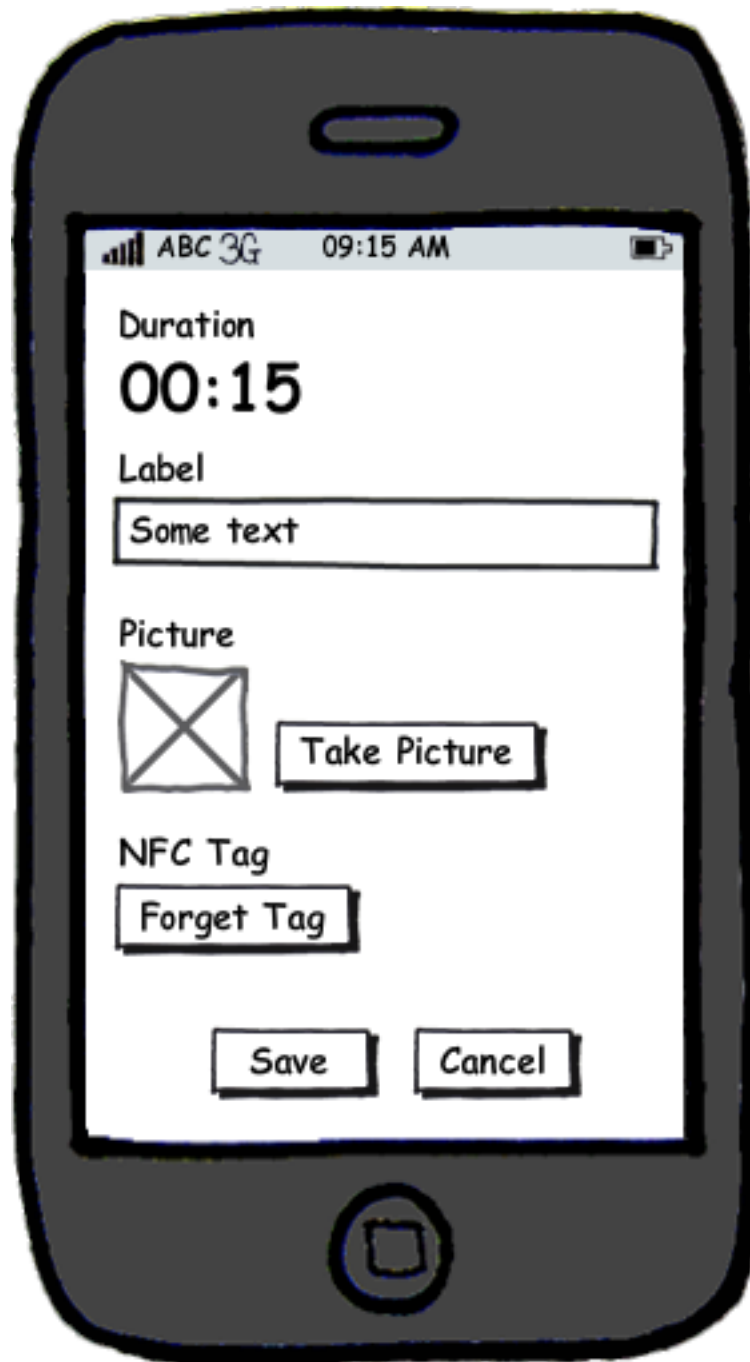 ABC 3G 09:15 AM
Duration
00:15
Label
Some text
Picture
Take Picture
NFC Tag
Forget Tag
Save Cancel